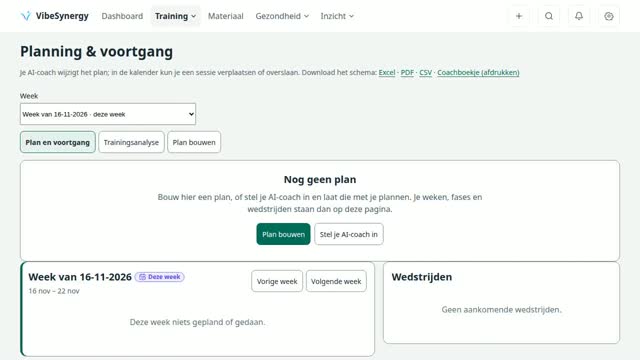 VibeSynergy Dashboard Training Materiaal Gezondheid Inzicht
Planning & voortgang
Je AI-coach wijzigt het plan; in de kalender kun je een sessie verplaatsen of overslaan. Download het schema: Excel · PDF · CSV · Coachboekje (afdrukken)
Week
Week van 16-11-2026 · deze week
Plan en voortgang Trainingsanalyse Plan bouwen
Nog geen plan
Bouw hier een plan, of stel je AI-coach in en laat die met je plannen. Je weken, fases en
wedstrijden staan dan op deze pagina.
Plan bouwen Stel je AI-coach in
Week van 16-11-2026 Deze week
16 nov – 22 nov
Vorige week Volgende week
Deze week niets gepland of gedaan.
Wedstrijden
Geen aankomende wedstrijden.